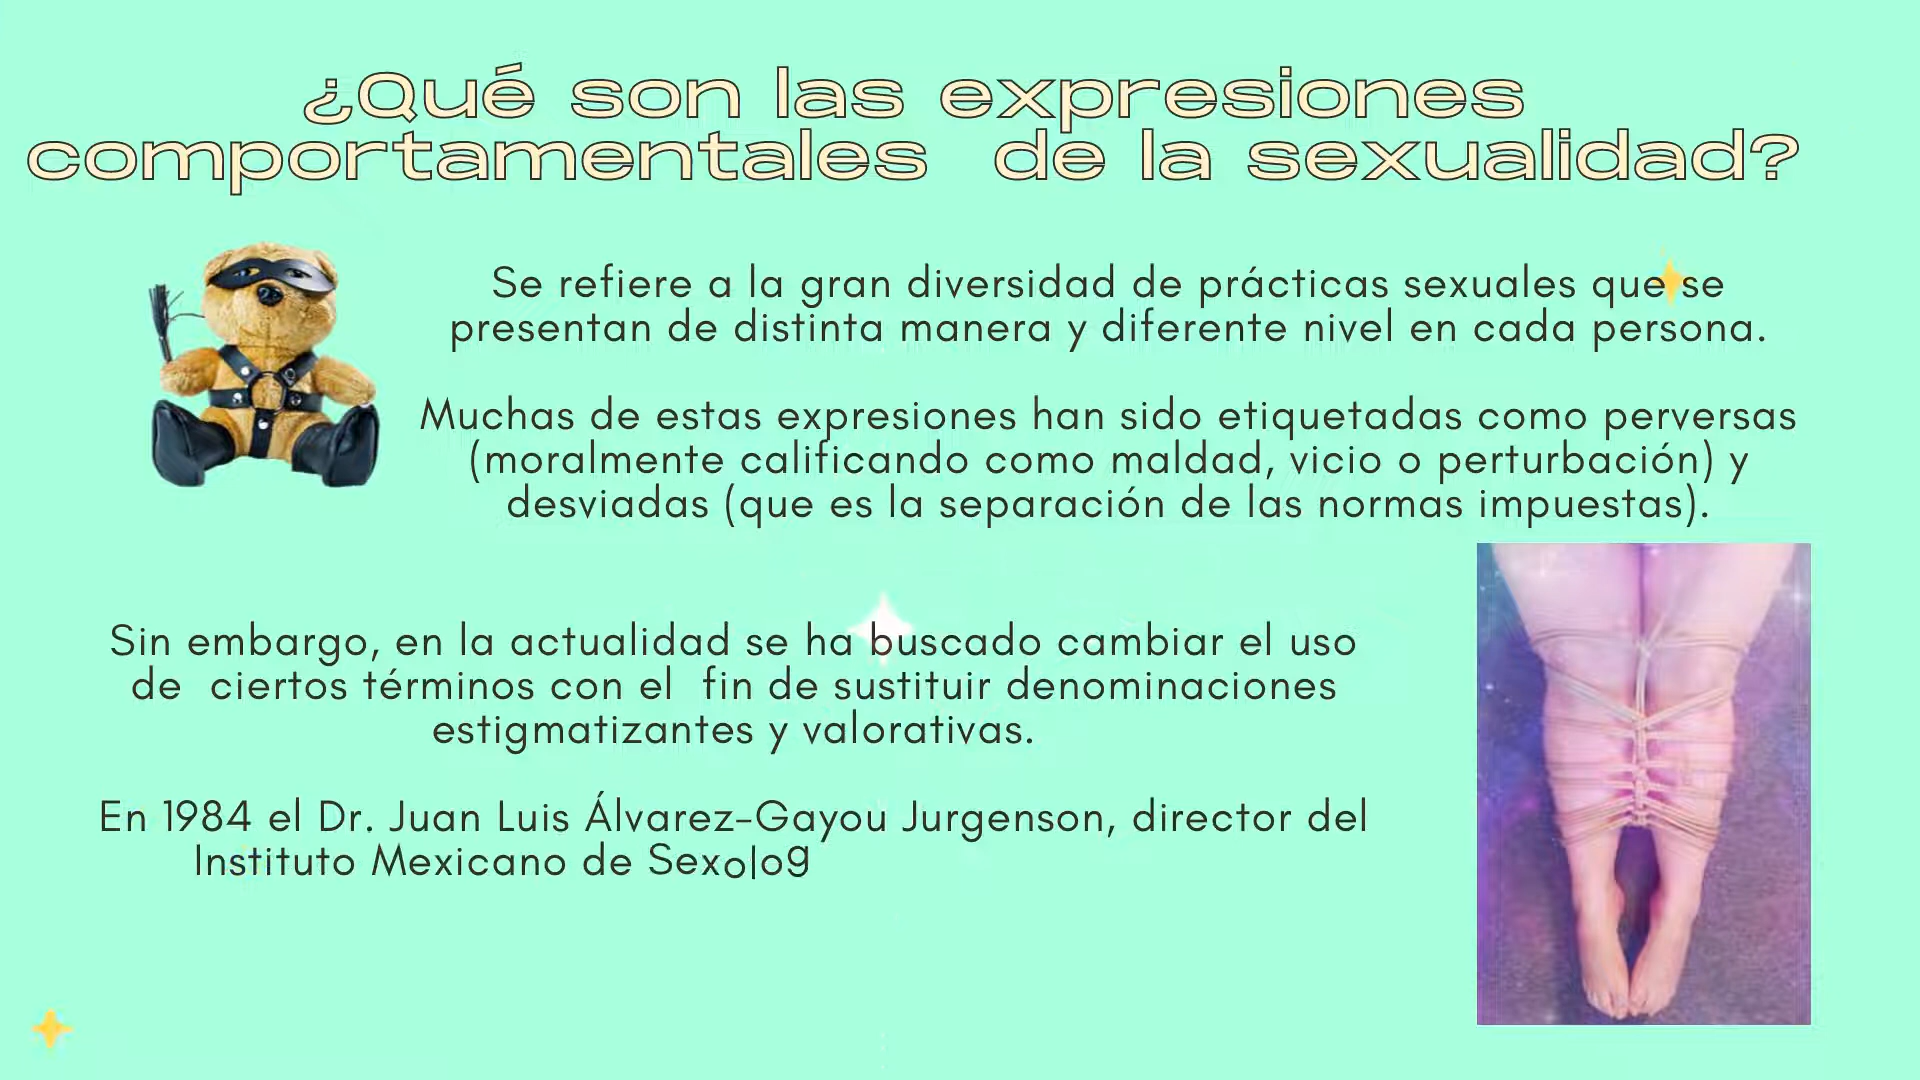 ¿Qué son las expresiones
comportamentales de la sexualidad?
Se refiere a la gran diversidad de prácticas sexuales que se
presentan de distinta manera y diferente nivel en cada persona.
Muchas de estas expresiones han sido etiquetadas como perversas
(moralmente calificando como maldad, vicio o perturbación) y
desviadas (que es la separación de las normas impuestas).
Sin embargo, en la actualidad se ha buscado cambiar el uso
de ciertos términos con el fin de sustituir denominaciones
estigmatizantes y valorativas.
En 1984 el Dr. Juan Luis Álvarez-Gayou Jurgenson, director del
Instituto Mexicano de Sexolog